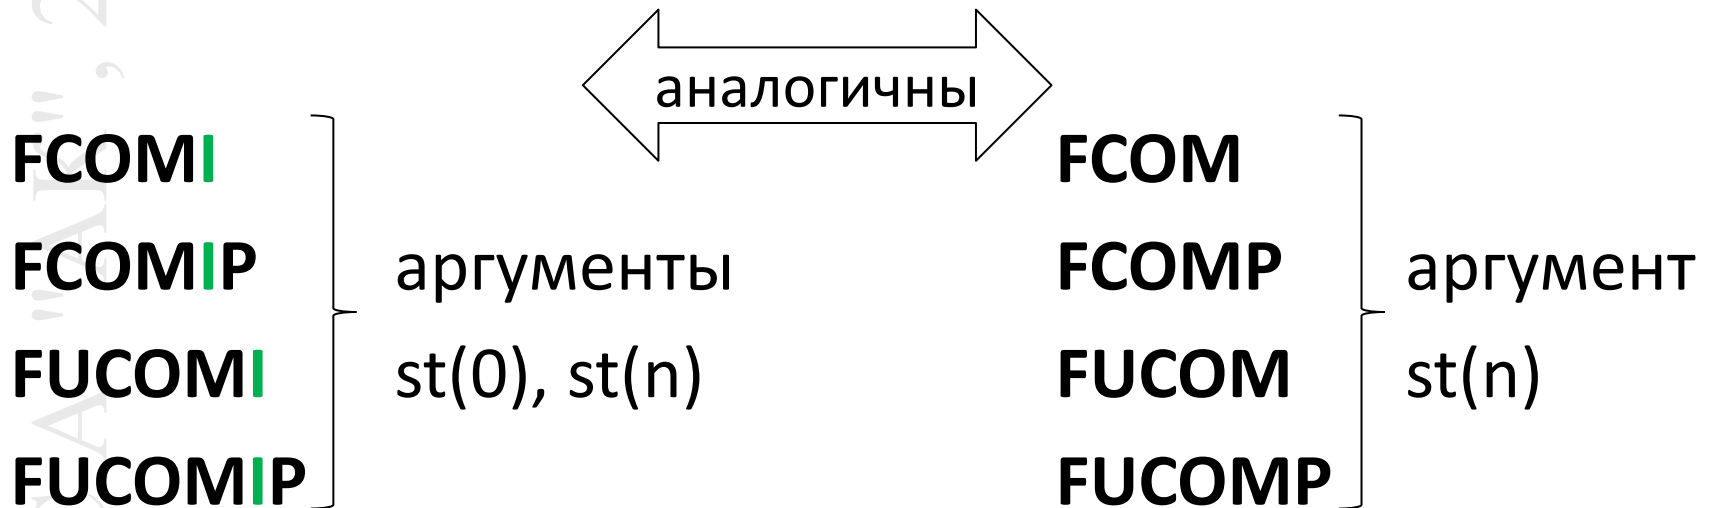 аналогичны
FCOMI
FCOMIP
FUCOMI
FUCOMIP
аргументы
st(0), st(n)
FCOM
FCOMP
FUCOM
FUCOMP
аргумент
st(n)